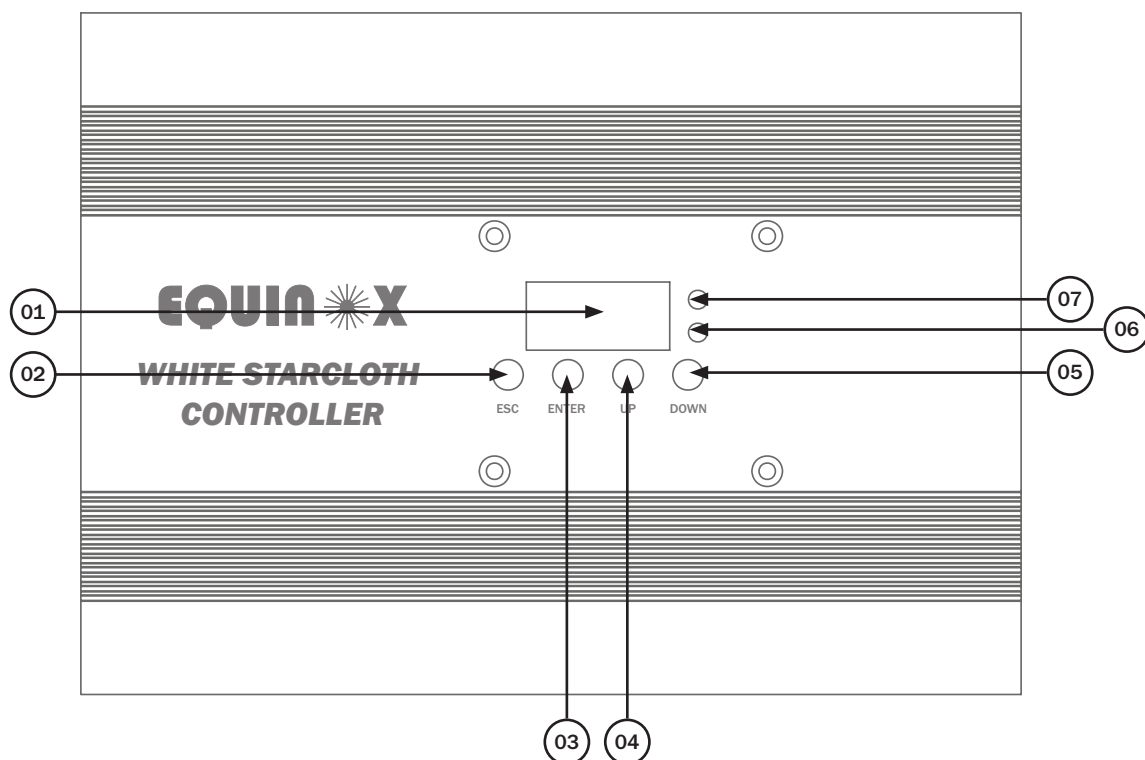 EQUINOX
WHITE STARCLOTH
CONTROLLER
ESC ENTER UP DOWN
01
02
03
04
05
06
07